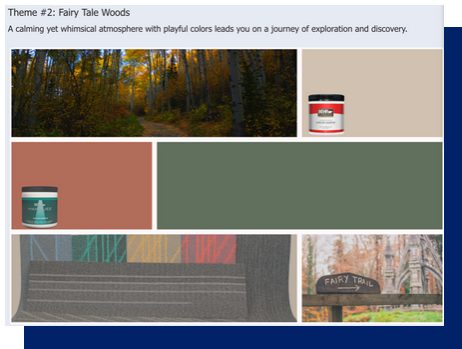 Theme #2: Fairy Tale Woods
A calming yet whimsical atmosphere with playful colors leads you on a journey of exploration and discovery.
FAIRY TRAIL